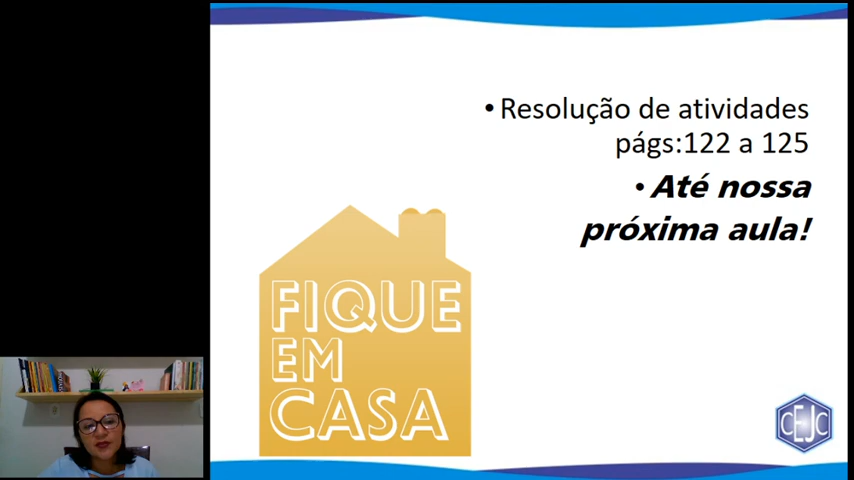 • Resolução de atividades
págs:122 a 125
• Até nossa
próxima aula!
FIQUE
EM
CASA
CEJC